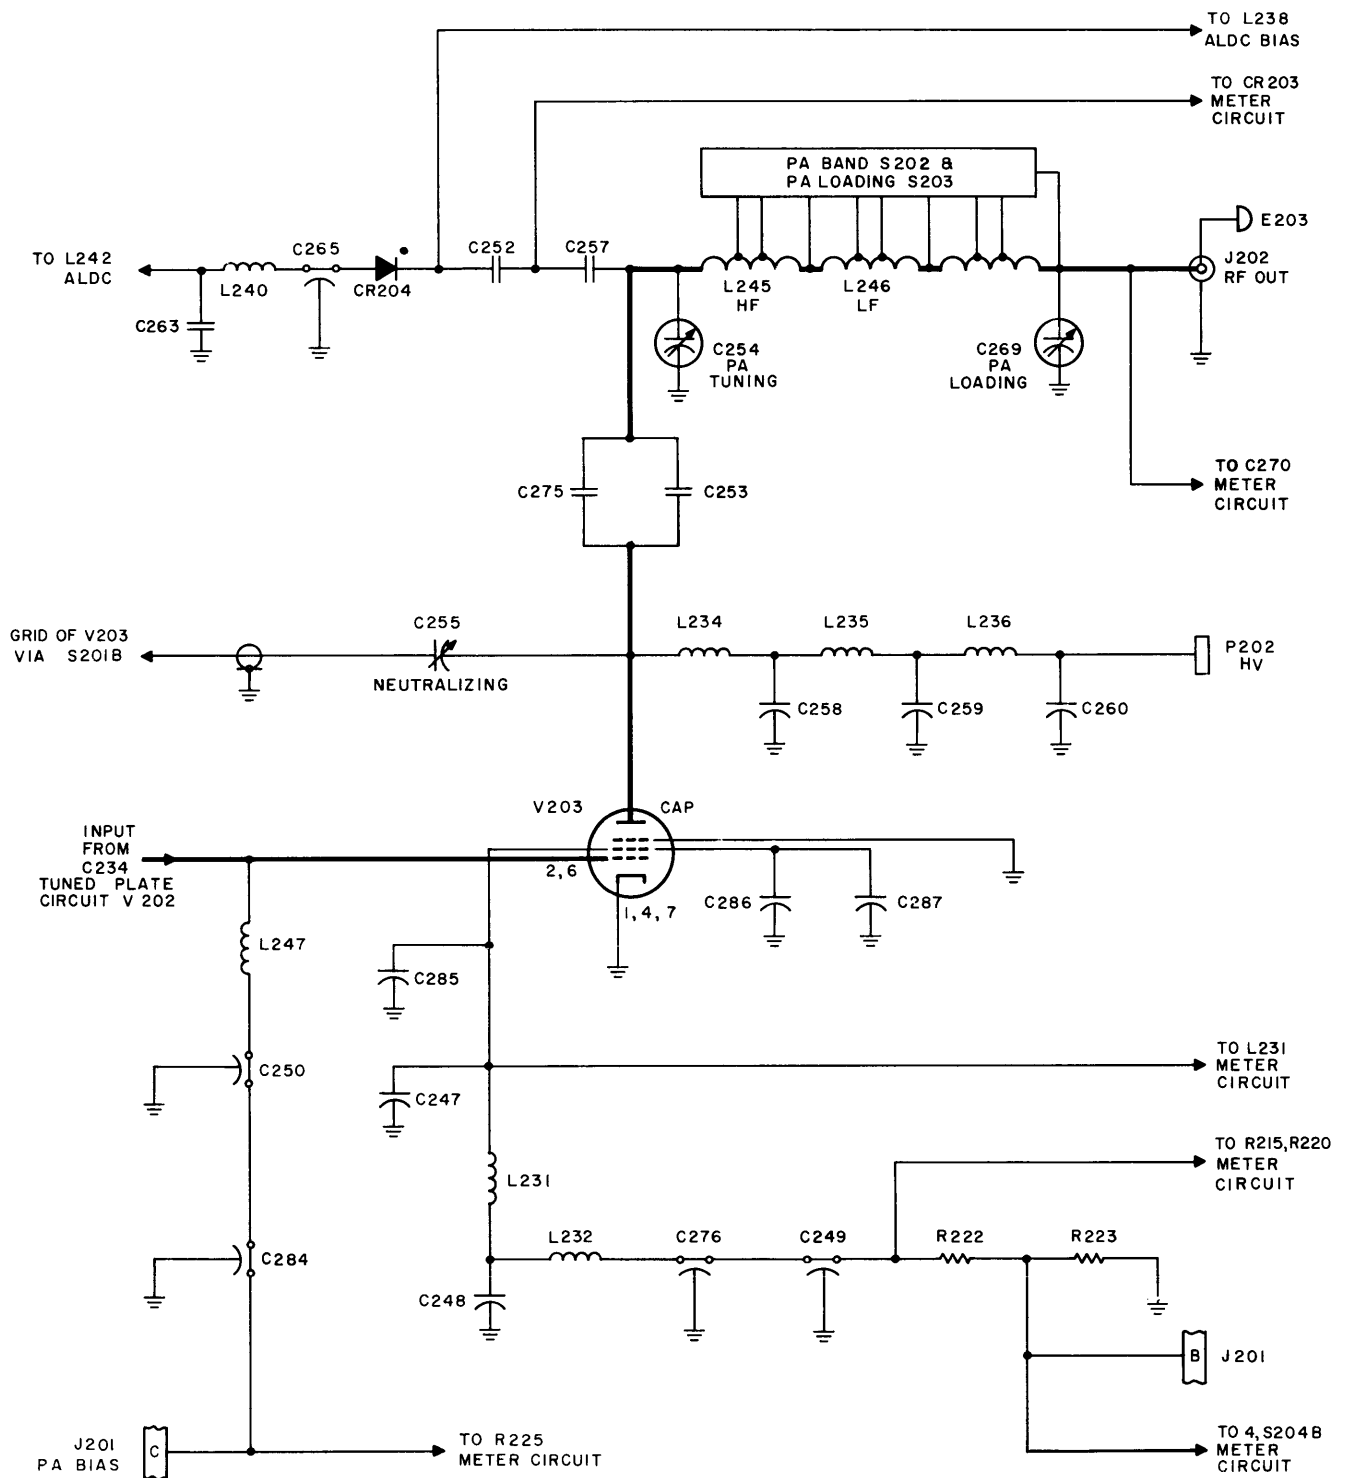 TO L238
ALDC BIAS
TO CR203
METER
CIRCUIT
PA BAND S202 &
PA LOADING S203
E203
TO L242
ALDC
C265
C252
C257
J202
RF OUT
L240
CR204
L245
HF
L246
LF
C263
C254
PA
TUNING
C269
PA
LOADING
TO C270
METER
CIRCUIT
C275
C253
GRID OF V203
VIA S201B
C255
NEUTRALIZING
L234
L235
L236
P202
HV
C258
C259
C260
V203
CAP
INPUT
FROM
C234
TUNED PLATE
CIRCUIT V 202
2,6
1, 4, 7
C286
C287
L247
C285
C250
C247
TO L231
METER
CIRCUIT
TO R215,R220
METER
CIRCUIT
L231
C284
L232
C276
C249
R222
R223
C248
B
J201
J201
PA BIAS
C
TO R225
METER CIRCUIT
TO 4, S204B
METER
CIRCUIT